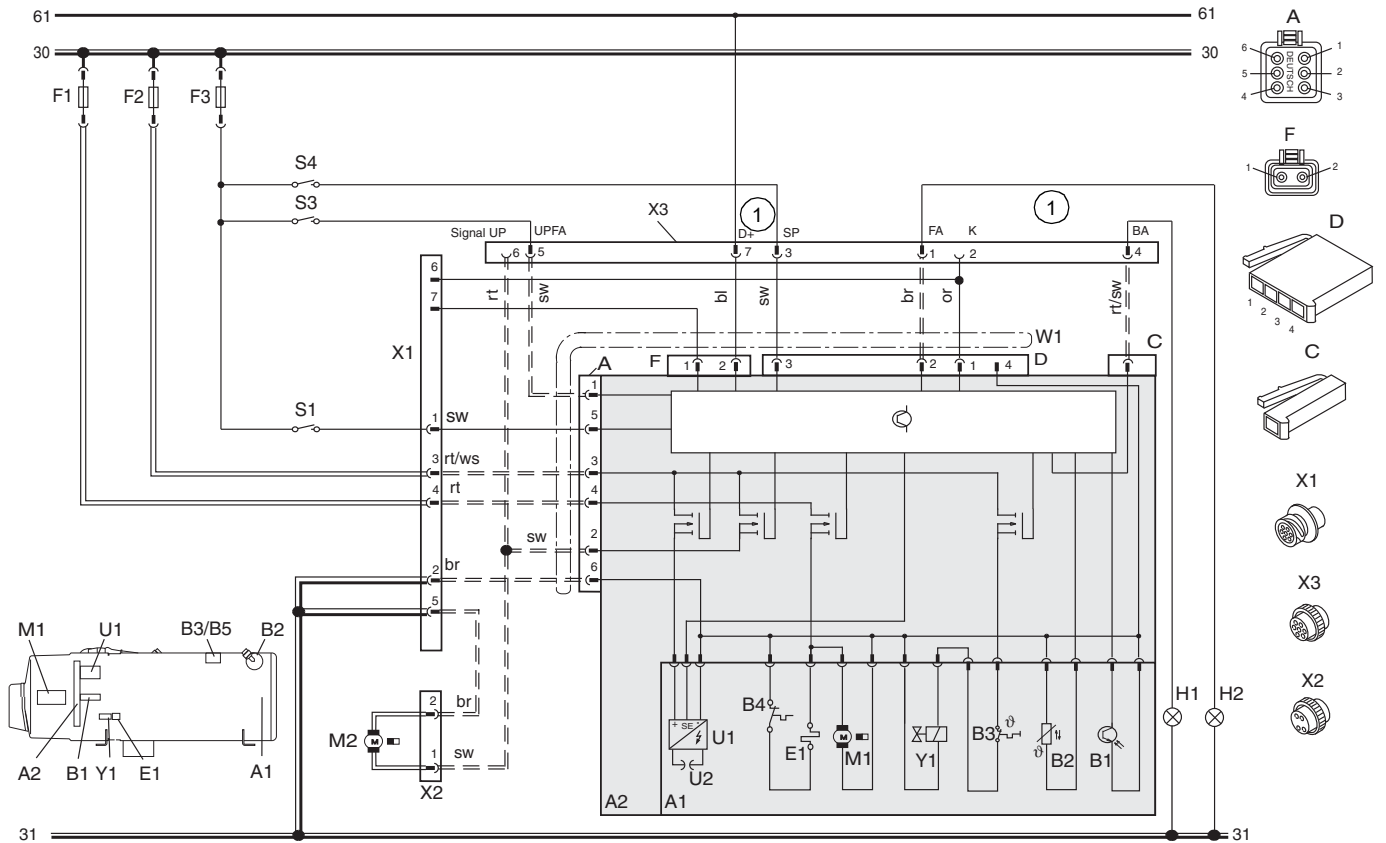 61
61
30
30
F1
F2
F3
S4
S3
S1
X3
1
1
Signal UP
UPFA
D+
SP
FA
K
BA
6
5
7
3
1
2
4
6
7
rt
sw
bl
sw
br
or
rt/sw
W1
X1
A
F
1
2
3
2
1
4
D
C
1
5
3
4
2
6
1
sw
3
rt/ws
4
rt
sw
2
br
5
2
br
1
sw
M2
M
X2
A2
A1
+
SE
-
U1
U2
B4
E1
M
M1
Y1
B3
ϑ
ϑ
B2
B1
H1
H2
31
31
M1
U1
B3/B5
B2
A2
B1
Y1
E1
A1
A
6
5
4
1
2
3
DEUTSCH
F
1
2
D
1
2
3
4
C
X1
X3
X2